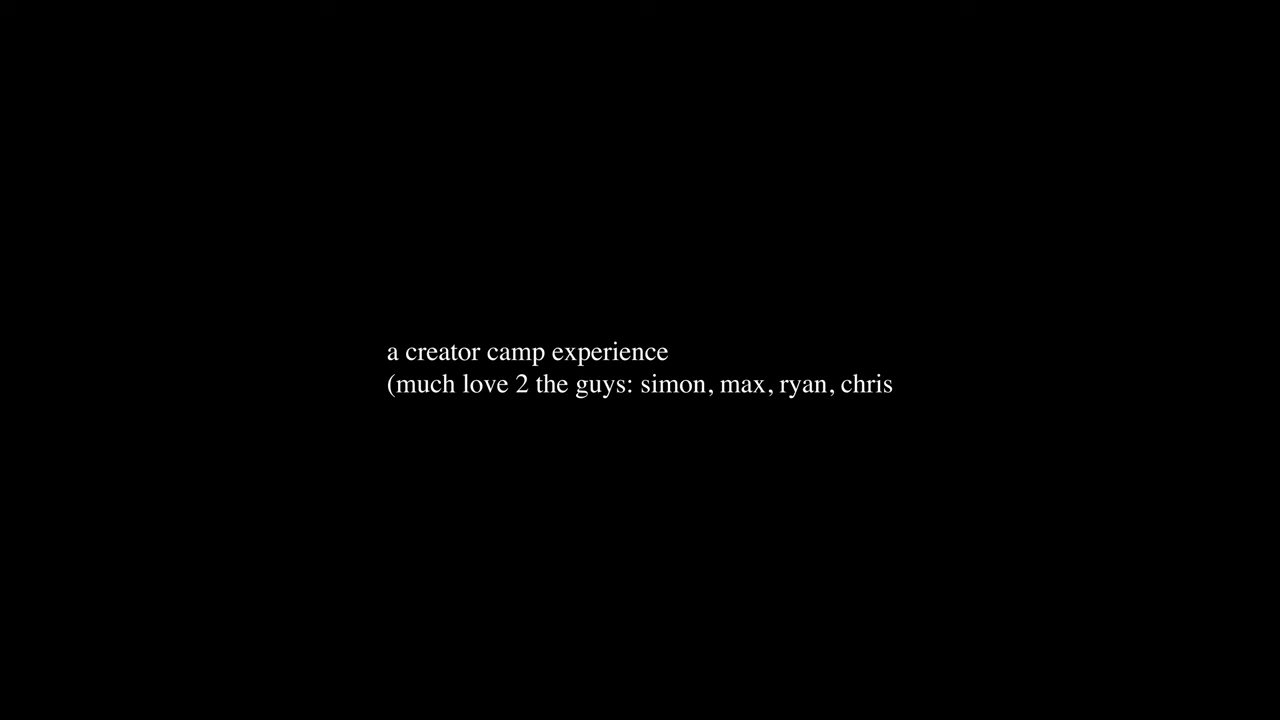 a creator camp experience
(much love 2 the guys: simon, max, ryan, chris